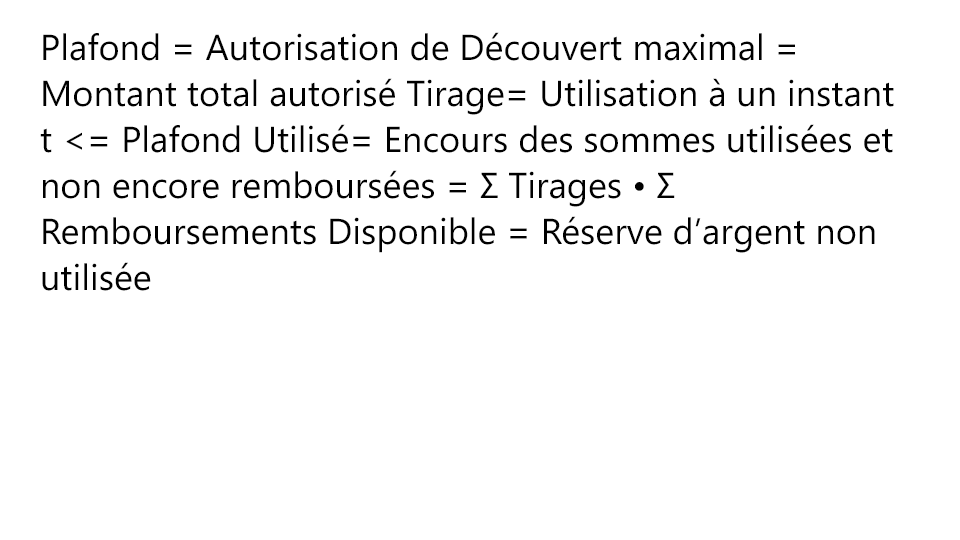 Plafond = Autorisation de Découvert maximal =
Montant total autorisé Tirage= Utilisation à un instant
t <= Plafond Utilisé= Encours des sommes utilisées et
non encore remboursées = Σ Tirages • Σ
Remboursements Disponible = Réserve d’argent non
utilisée